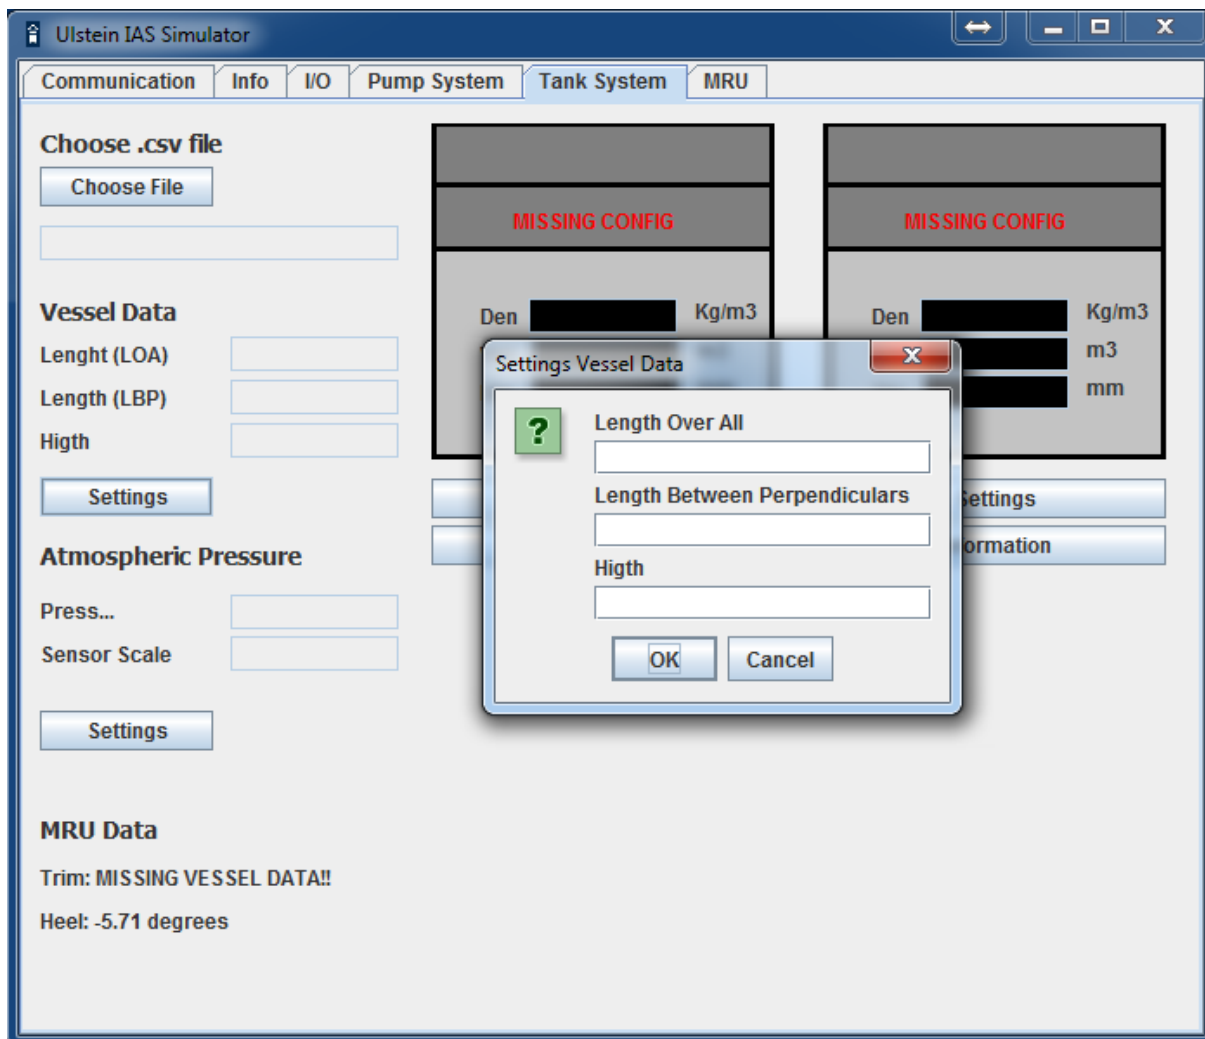 Ulstein IAS Simulator
Communication Info I/O Pump System Tank System MRU
Choose .csv file
Choose File
MISSING CONFIG
MISSING CONFIG
Vessel Data
Den Kg/m3
Den Kg/m3
Lenght (LOA)
m3
Length (LBP)
mm
Higth
Settings
Settings Vessel Data
Length Over All
Length Between Perpendiculars
Higth
OK Cancel
Settings
Atmospheric Pressure
Press...
Sensor Scale
Settings
MRU Data
Trim: MISSING VESSEL DATA!!
Heel: -5.71 degrees